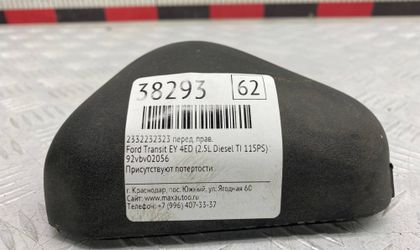 38293 62
2332232323 перед. прав.
Ford Transit EY 4ED (2.5L Diesel TI 115PS)
92vbv02056
Присутствуют потертости
г. Краснодар, пос. Южный, ул. Ягодная 60
Сайт: www.maxautoo.ru
Телефон: +7 (996) 407-33-37